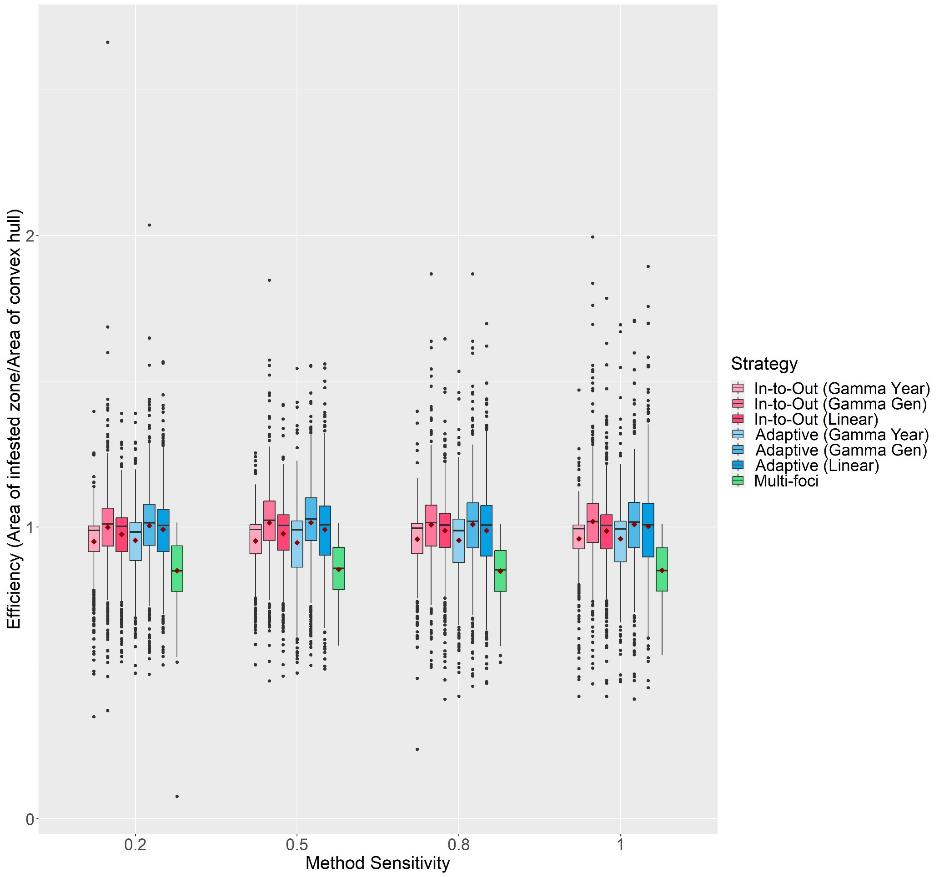 Efficiency (Area of infested zone/Area of convex hull)
2
1
0
0.2 0.5 0.8 1
Method Sensitivity
Strategy
In-to-Out (Gamma Year)
In-to-Out (Gamma Gen)
In-to-Out (Linear)
Adaptive (Gamma Year)
Adaptive (Gamma Gen)
Adaptive (Linear)
Multi-foci